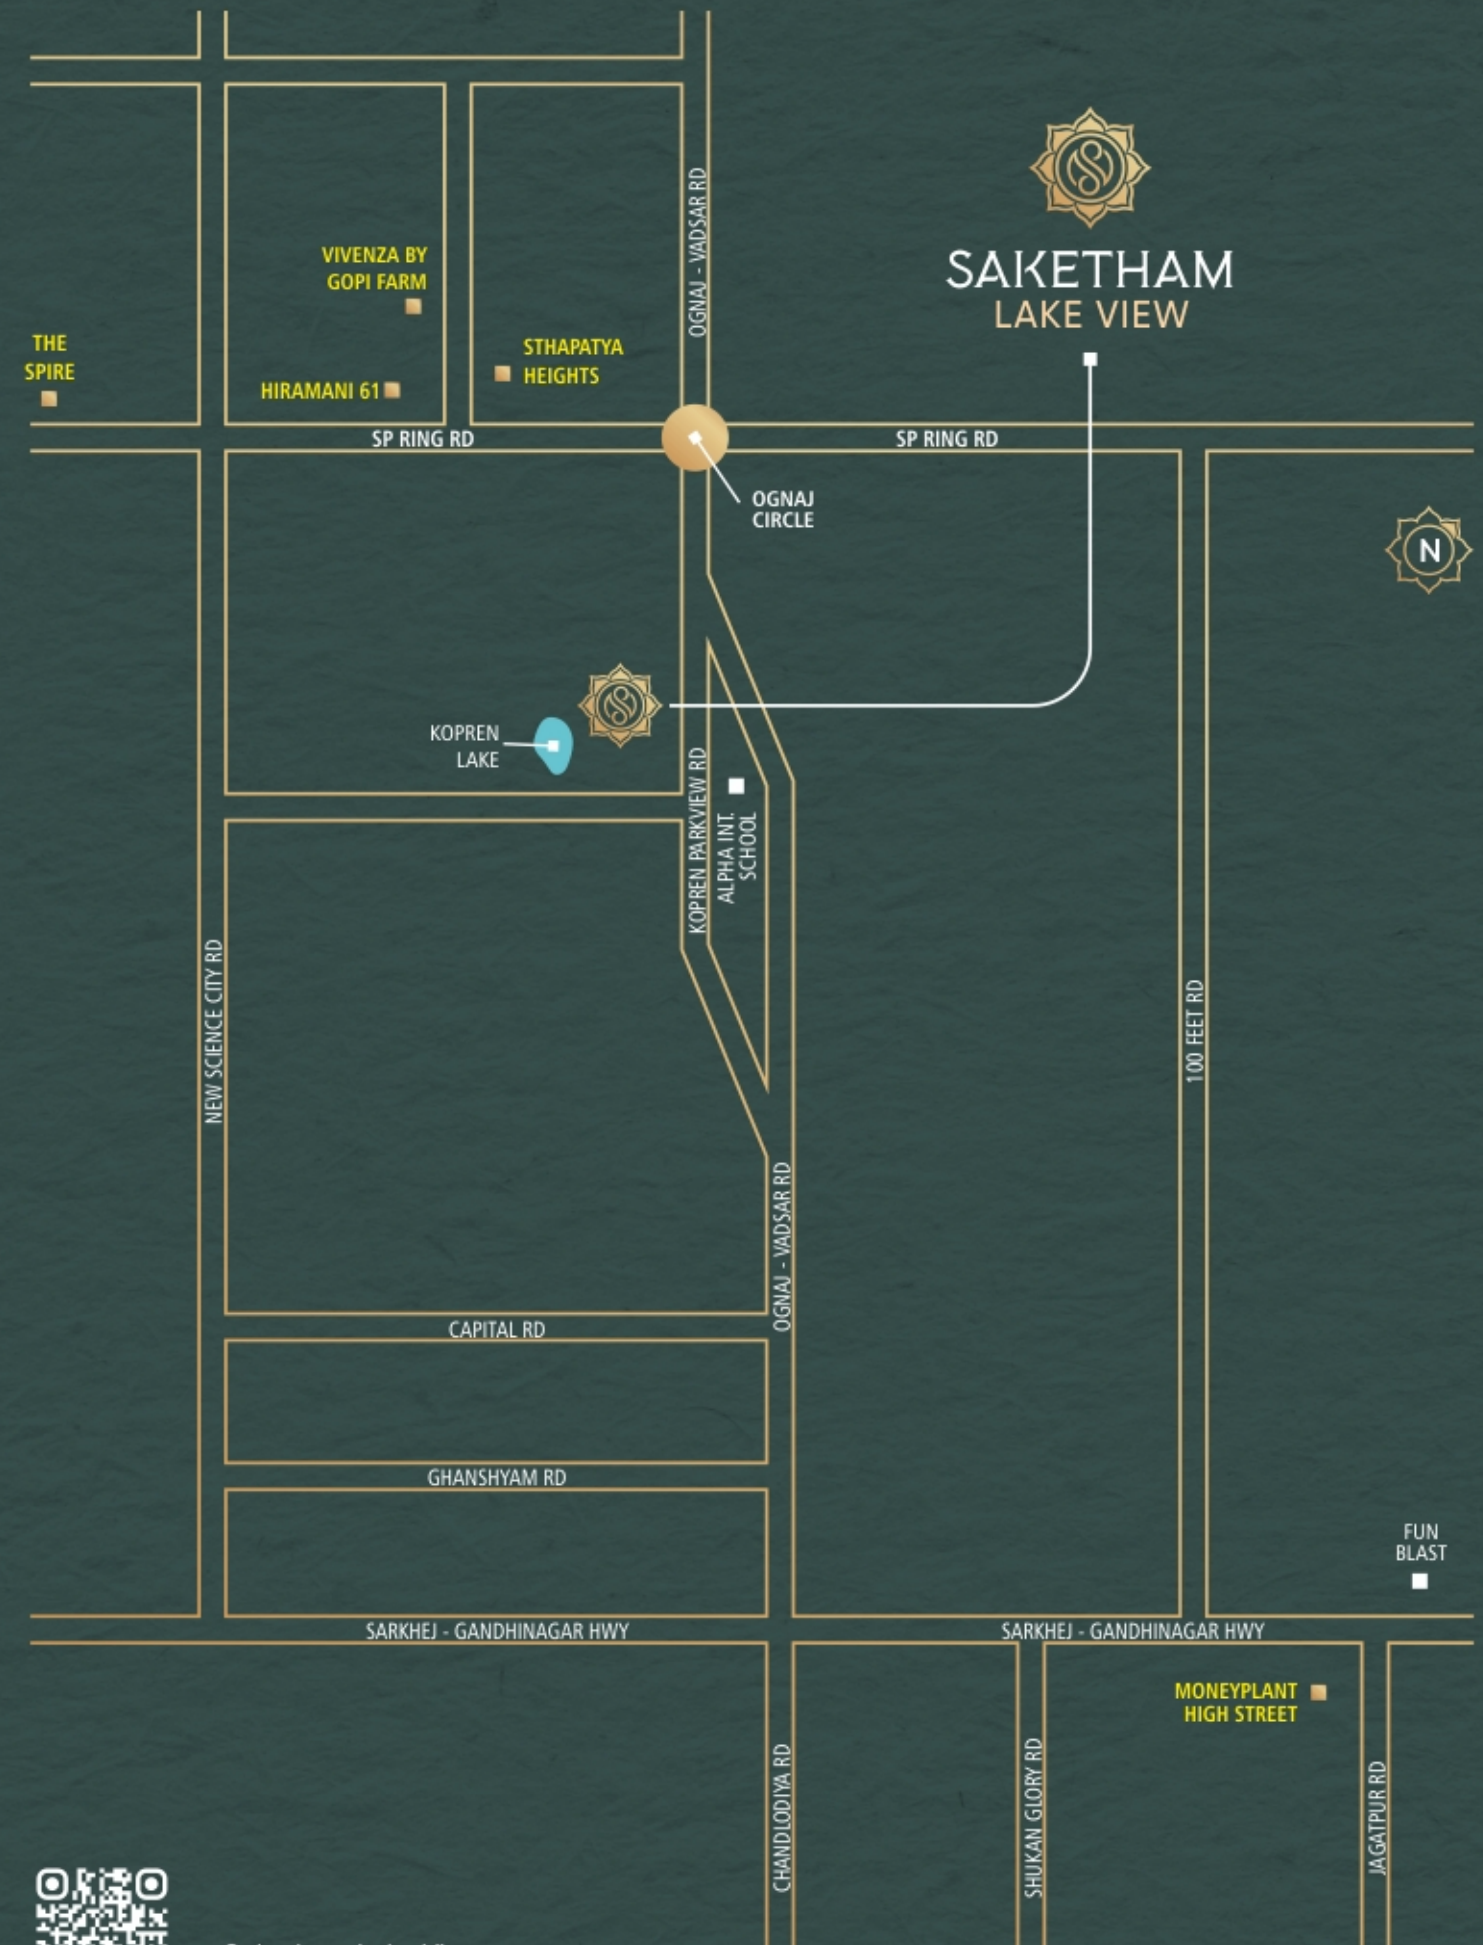 OGNAJ - VADSAR RD
SAKETHAM
LAKE VIEW
VIVENZA BY
GOPI FARM
THE
SPIRE
STHAPATYA
HEIGHTS
HIRAMANI 61
SP RING RD
SP RING RD
OGNAJ
CIRCLE
N
KOPREN
LAKE
KOPREN PARKVIEW RD
ALPHA INT.
SCHOOL
NEW SCIENCE CITY RD
100 FEET RD
OGNAJ - VADSAR RD
CAPITAL RD
GHANSHYAM RD
FUN
BLAST
SARKHEJ - GANDHINAGAR HWY
SARKHEJ - GANDHINAGAR HWY
MONEYPLANT
HIGH STREET
CHANDLODIYA RD
SHUKAN GLORY RD
JAGATPUR RD